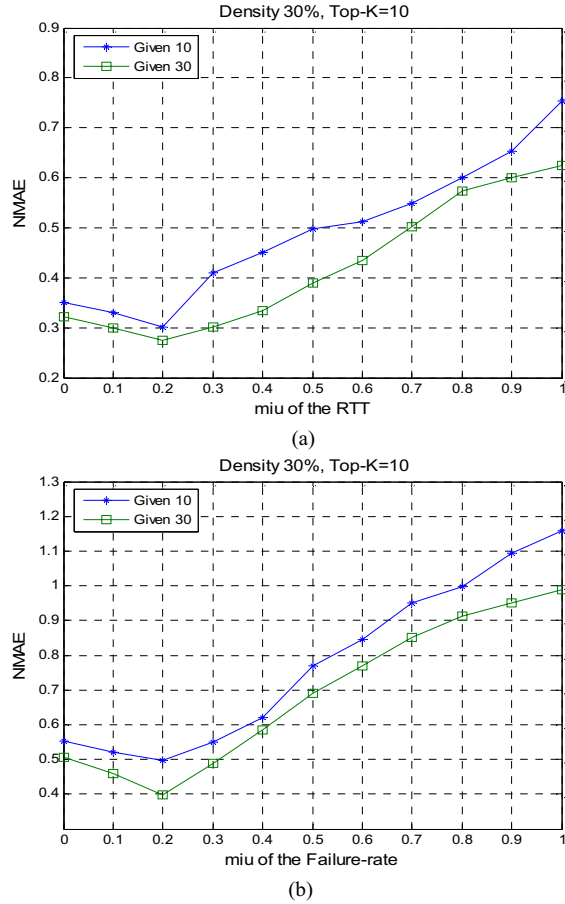 Density 30%, Top-K=10
0.9
0.8
0.7
0.6
0.5
0.4
0.3
0.2
NMAE
Given 10
Given 30
0 0.1 0.2 0.3 0.4 0.5 0.6 0.7 0.8 0.9 1
miu of the RTT
(a)
Density 30%, Top-K=10
1.3
1.2
1.1
1
0.9
0.8
0.7
0.6
0.5
0.4
NMAE
Given 10
Given 30
0 0.1 0.2 0.3 0.4 0.5 0.6 0.7 0.8 0.9 1
miu of the Failure-rate
(b)